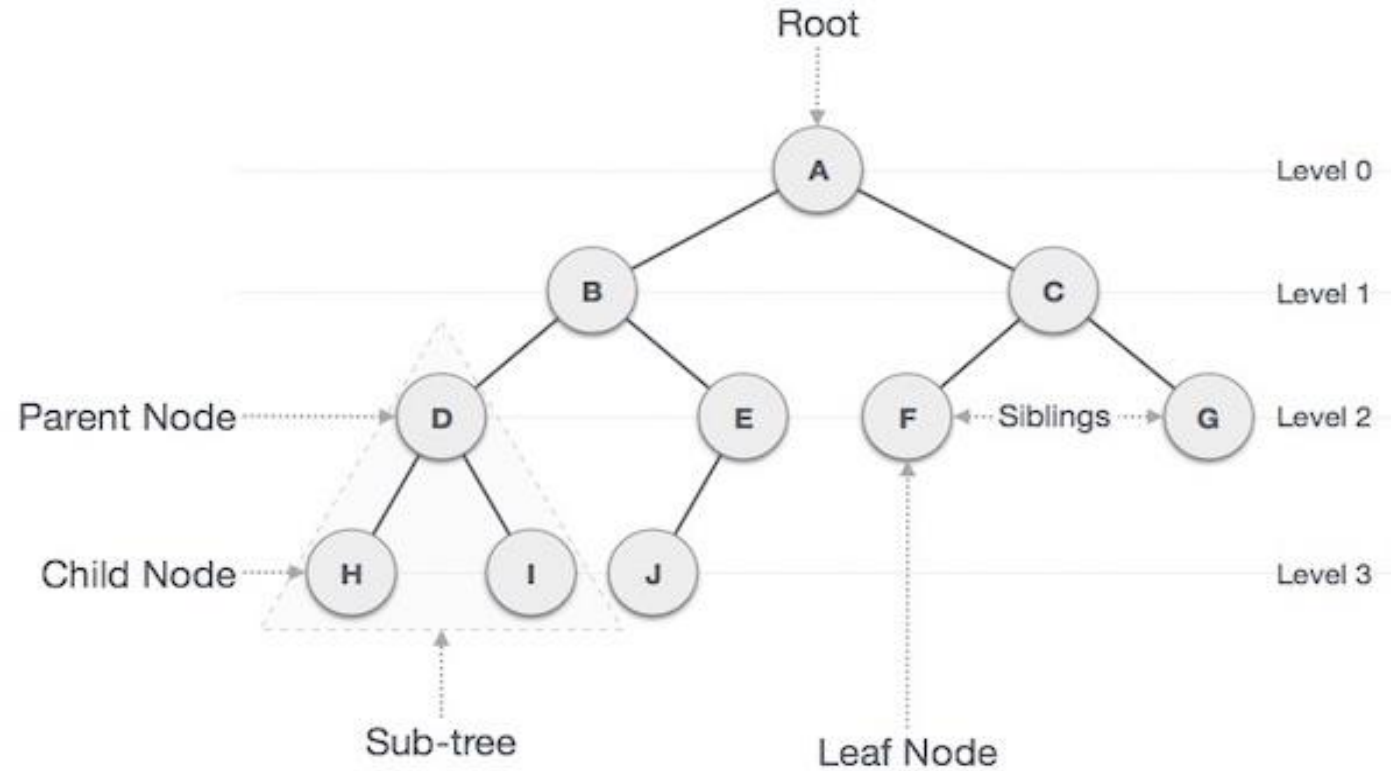 Root
A
Level 0
B
C
Level 1
Parent Node
D
E
F
Siblings
G
Level 2
Child Node
H
I
J
Level 3
Sub-tree
Leaf Node